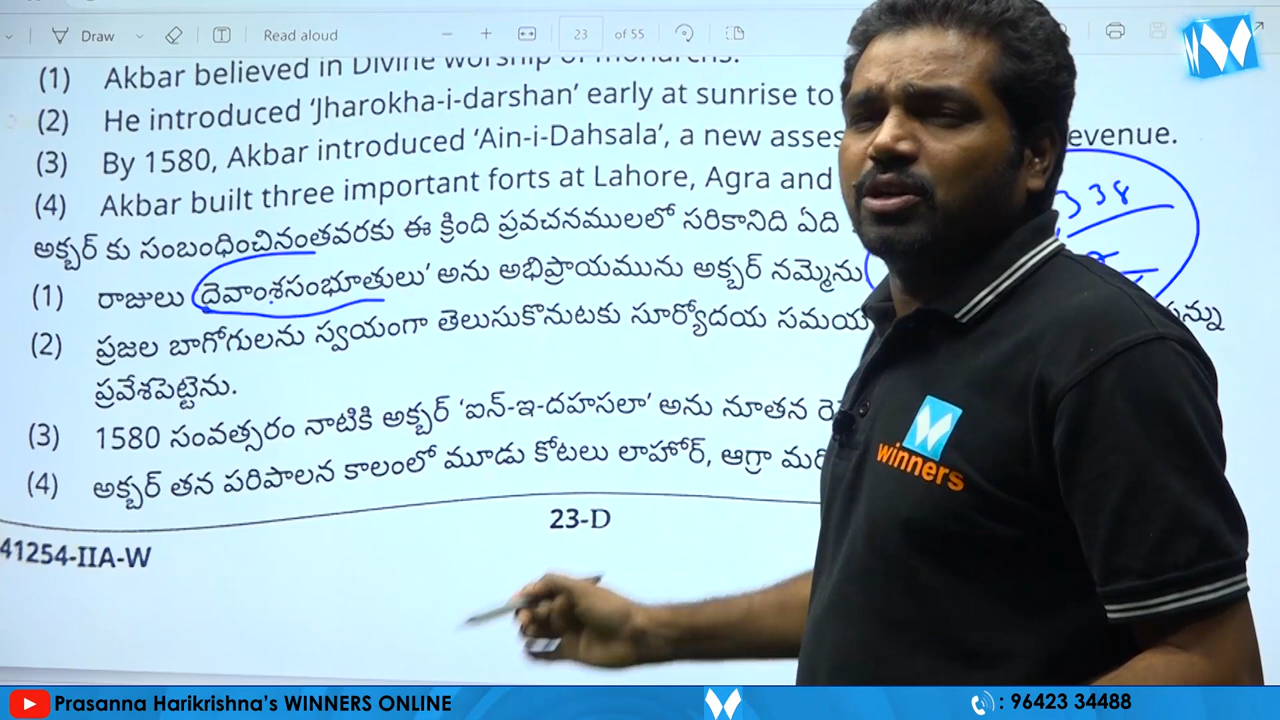 Draw
Read aloud
23
of 55
(1) Akbar believed in Divine worship of monarchs.
(2) He introduced 'Jharokha-i-darshan' early at sunrise to
(3) By 1580, Akbar introduced 'Ain-i-Dahsala', a new asses evenue.
(4) Akbar built three important forts at Lahore, Agra and
అక్బర్ కు సంబంధించినంతవరకు ఈ క్రింది ప్రవచనములలో సరికానిది ఏది
(1) రాజులు దైవాంశసంభూతులు' అను అభిప్రాయమును అక్బర్ నమ్మెను
(2) ప్రజల బాగోగులను స్వయంగా తెలుసుకొనుటకు సూర్యోదయ సమయ
ప్రవేశపెట్టెను.
(3) 1580 సంవత్సరం నాటికి అక్బర్ 'ఐన్-ఇ-దహసలా' అను నూతన
(4) అక్బర్ తన పరిపాలన కాలంలో మూడు కోటలు లాహోర్, ఆగ్రా
338
23-D
41254-IIA-W
winners
Prasanna Harikrishna's WINNERS ONLINE
: 96423 34488